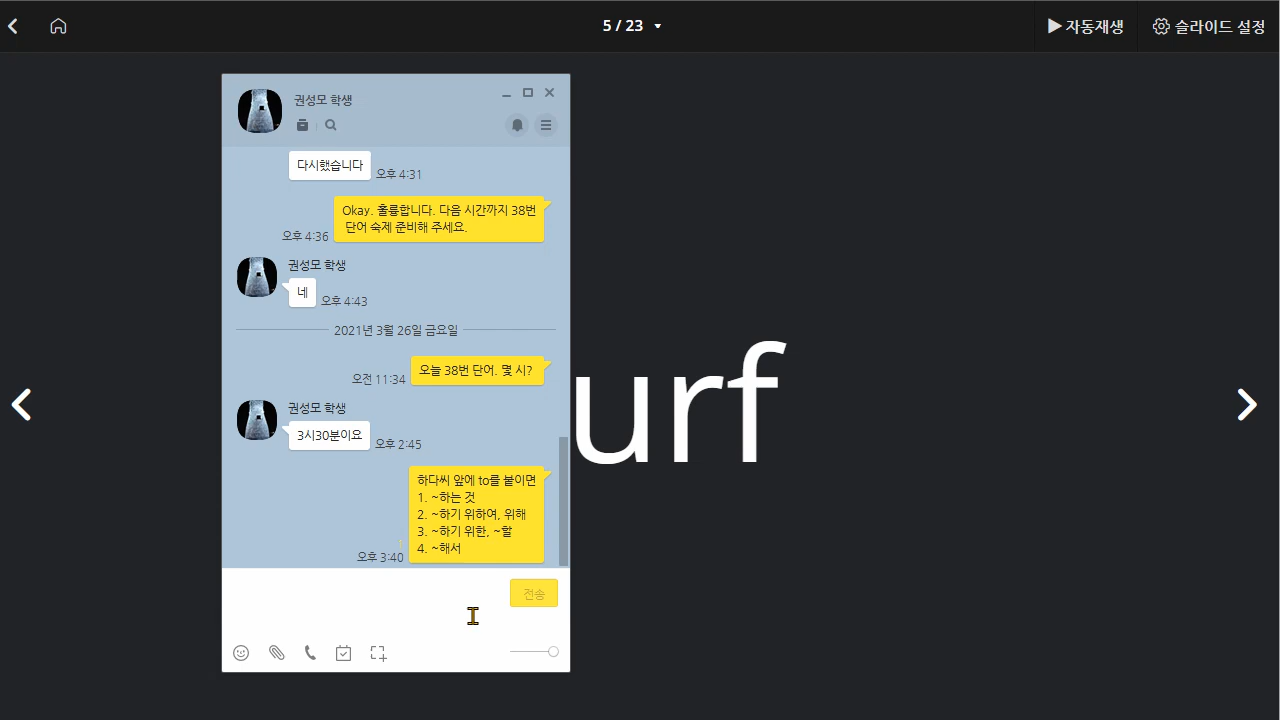 5 / 23
자동재생
슬라이드 설정
권성모 학생
다시했습니다
오후 4:31
Okay. 훌륭합니다. 다음 시간까지 38번
단어 숙제 준비해 주세요.
오후 4:36
권성모 학생
네
오후 4:43
2021년 3월 26일 금요일
오늘 38번 단어. 몇 시?
오전 11:34
권성모 학생
3시30분이요
오후 2:45
하다씨 앞에 to를 붙이면
1. ~하는 것
2. ~하기 위하여, 위해
3. ~하기 위한, ~할
4. ~해서
오후 3:40
전송
urf